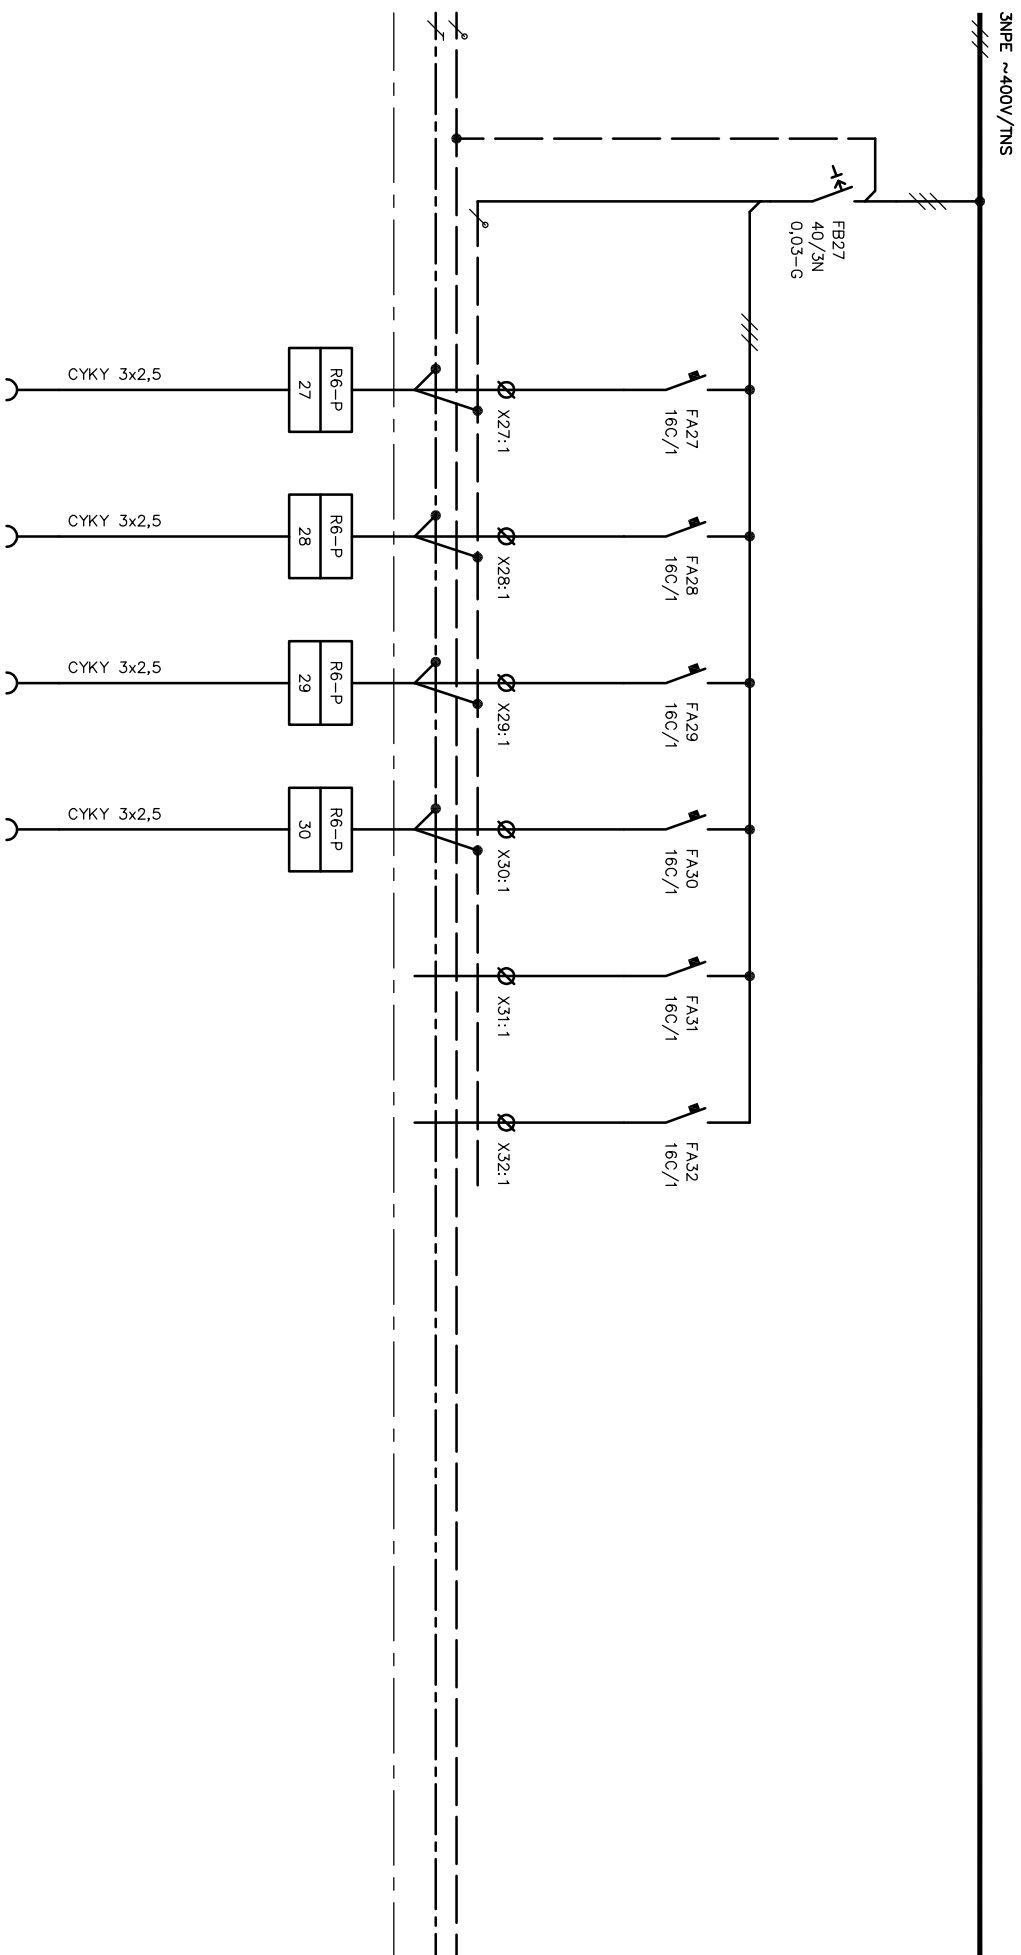 3NPE ~400V/TNS
FB27
40/3N
0,03-G
FA27
16C/1
FA28
16C/1
FA29
16C/1
FA30
16C/1
FA31
16C/1
FA32
16C/1
X27:1
X28:1
X29:1
X30:1
X31:1
X32:1
R6-P
27
R6-P
28
R6-P
29
R6-P
30
CYKY 3x2,5
CYKY 3x2,5
CYKY 3x2,5
CYKY 3x2,5